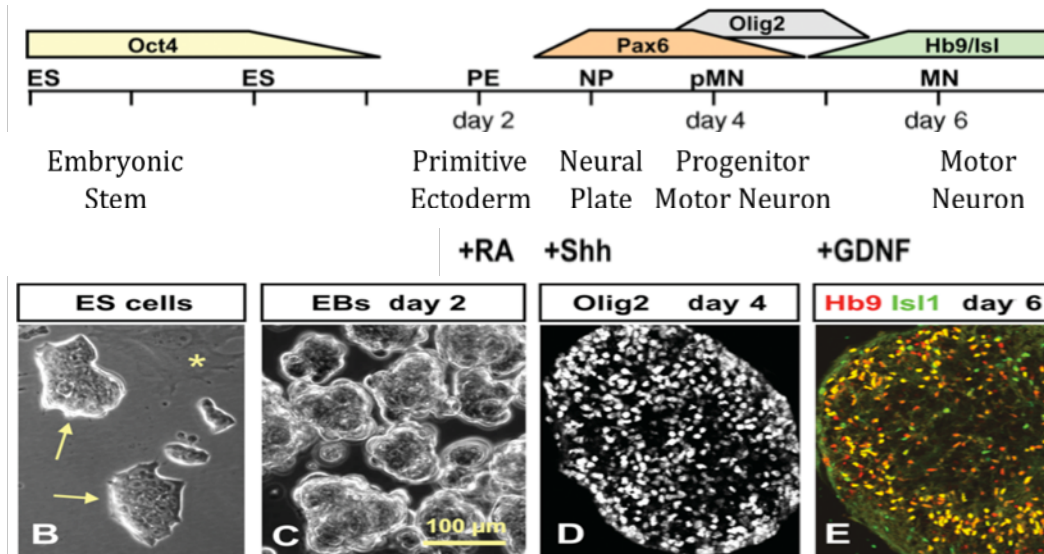 Olig2
Oct4 Pax6 Hb9/Isl
ES ES PE NP pMN MN
day 2 day 4 day 6
Embryonic Primitive Neural Progenitor Motor
Stem Ectoderm Plate Motor Neuron Neuron
+RA +Shh +GDNF
ES cells EBs day 2 Olig2 day 4 Hb9 Isl1 day 6
*
100 µm
B C D E